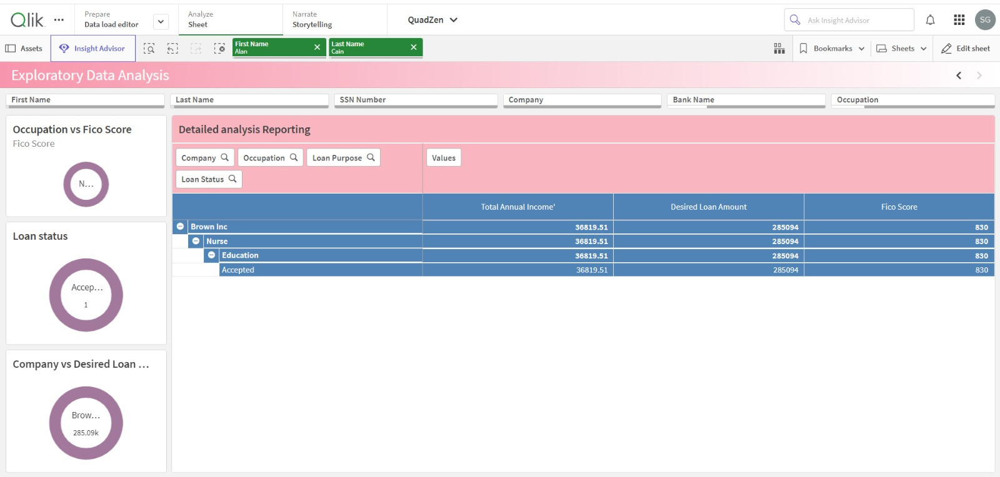 Qlik
Prepare
Data load editor
Analyze
Sheet
Narrate
Storytelling
QuadZen
Ask Insight Advisor
SG
Assets
Insight Advisor
First Name
Alan
Last Name
Cain
Bookmarks
Sheets
Edit sheet
Exploratory Data Analysis
First Name
Last Name
SSN Number
Company
Bank Name
Occupation
Occupation vs Fico Score
Fico Score
N...
Loan status
Accep...
1
Company vs Desired Loan ...
Brow...
285.09k
Detailed analysis Reporting
Company
Occupation
Loan Purpose
Loan Status
Values
Total Annual Income' Desired Loan Amount Fico Score
Brown Inc 36819.51 285094 830
Nurse 36819.51 285094 830
Education 36819.51 285094 830
Accepted 36819.51 285094 830